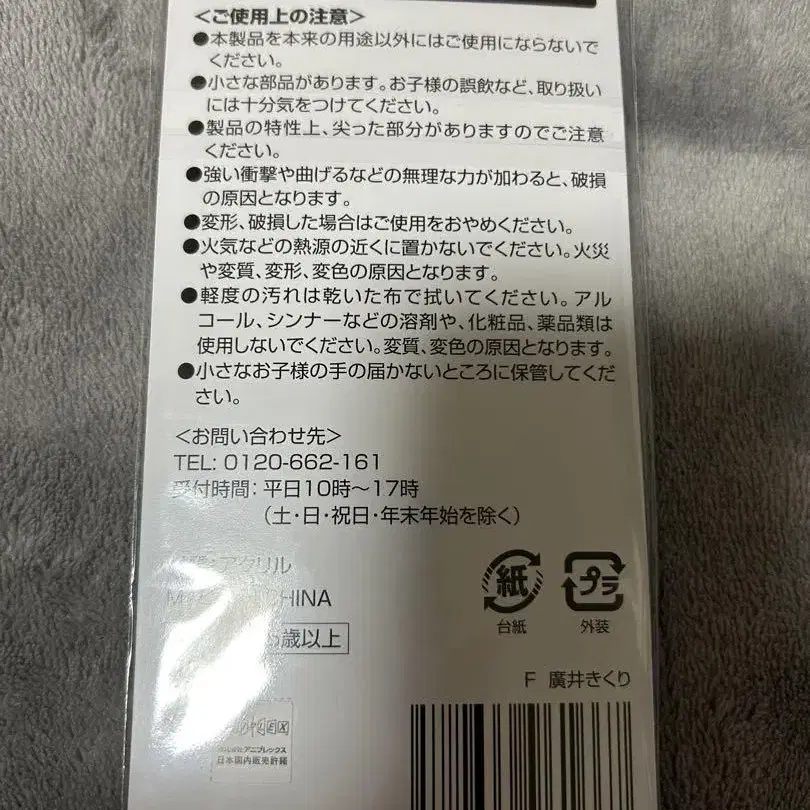 ＜ご使用上の注意＞
●本製品を本来の用途以外にはご使用にならないで
ください。
●小さな部品があります。お子様の誤飲など、取り扱い
には十分気をつけてください。
●製品の特性上、尖った部分がありますのでご注意
ください。
●強い衝撃や曲げるなどの無理な力が加わると、破損
の原因となります。
●変形、破損した場合はご使用をおやめください。
●火気などの熱源の近くに置かないでください。火災
や変質、変形、変色の原因となります。
●軽度の汚れは乾いた布で拭いてください。アル
コール、シンナーなどの溶剤や、化粧品、薬品類は
使用しないでください。変質、変色の原因となります。
●小さなお子様の手の届かないところに保管してくだ
さい。
＜お問い合わせ先＞
TEL: 0120-662-161
受付時間：平日10時～17時
（土・日・祝日・年末年始を除く）
：アクリル
CHINA
歳以上
紙
台紙
プラ
外装
F 廣井きくり
アニプレックス
日本国内販売許諾